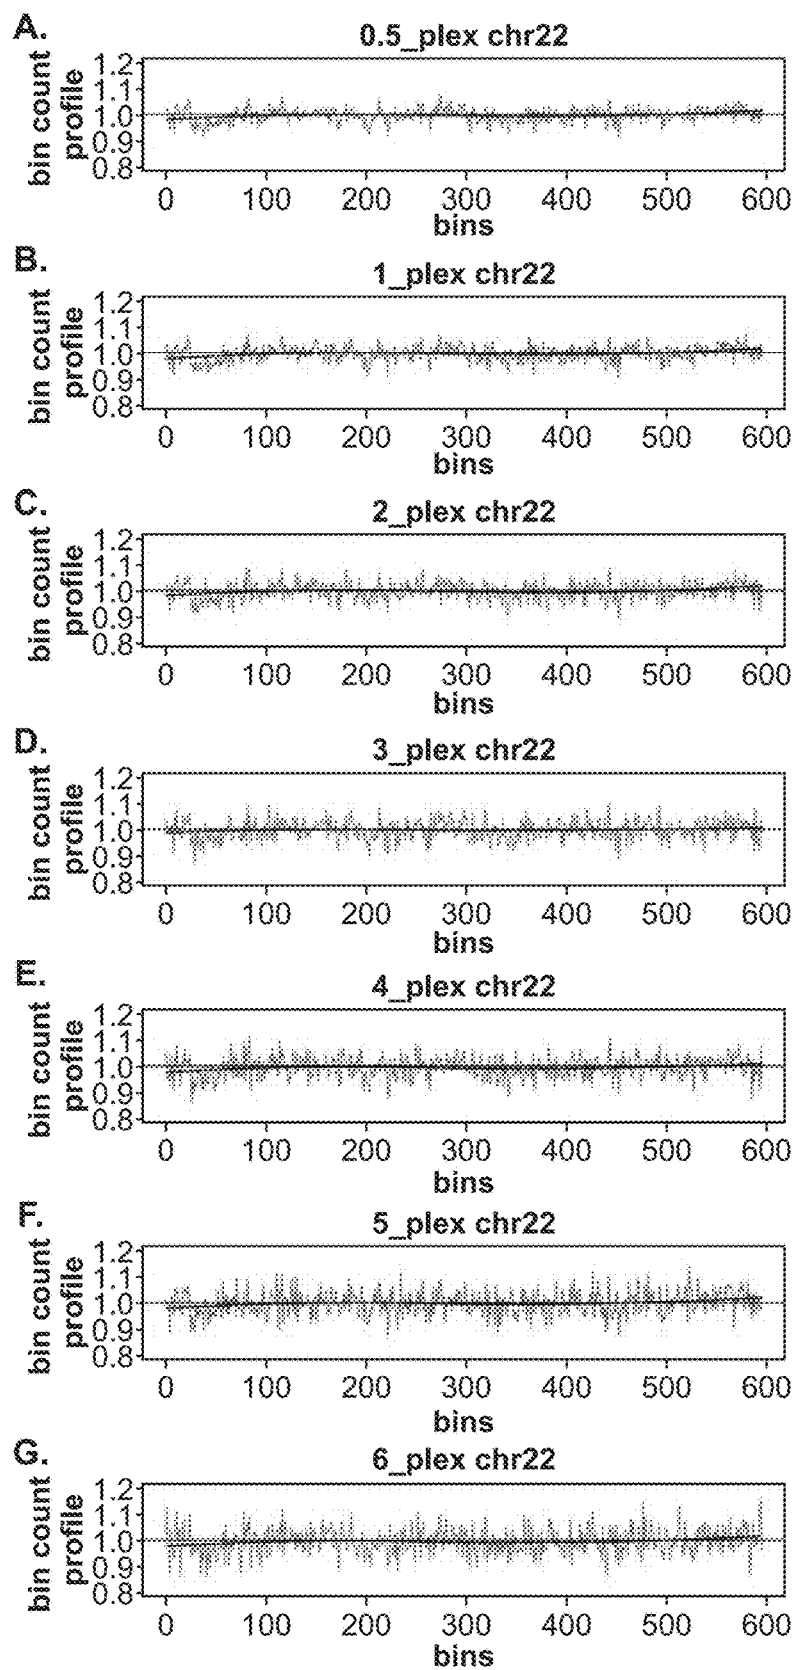 A.
0.5_plex chr22
bin count
profile
1.2
1.1
1.0
0.9
0.8
0 100 200 300 400 500 600
bins
B.
1_plex chr22
bin count
profile
1.2
1.1
1.0
0.9
0.8
0 100 200 300 400 500 600
bins
C.
2_plex chr22
bin count
profile
1.2
1.1
1.0
0.9
0.8
0 100 200 300 400 500 600
bins
D.
3_plex chr22
bin count
profile
1.2
1.1
1.0
0.9
0.8
0 100 200 300 400 500 600
bins
E.
4_plex chr22
bin count
profile
1.2
1.1
1.0
0.9
0.8
0 100 200 300 400 500 600
bins
F.
5_plex chr22
bin count
profile
1.2
1.1
1.0
0.9
0.8
0 100 200 300 400 500 600
bins
G.
6_plex chr22
bin count
profile
1.2
1.1
1.0
0.9
0.8
0 100 200 300 400 500 600
bins